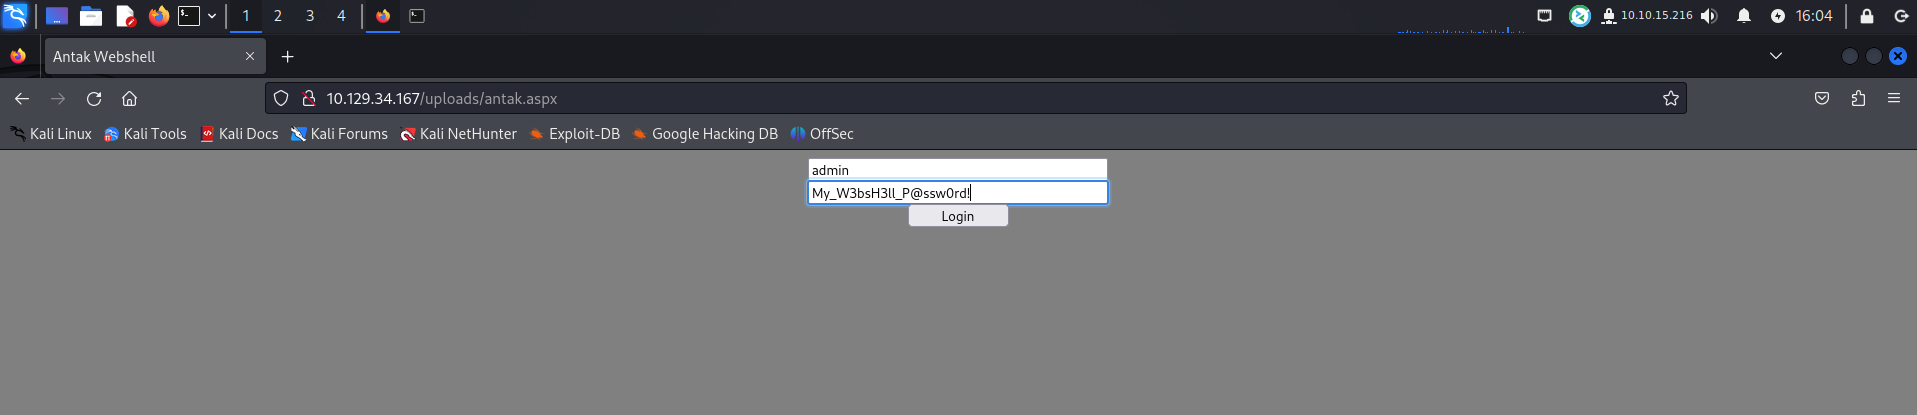 1 2 3 4 10.10.15.216 16:04
Antak Webshell
10.129.34.167/uploads/antak.aspx
Kali Linux Kali Tools Kali Docs Kali Forums Kali NetHunter Exploit-DB Google Hacking DB OffSec
admin
My_W3bsH3ll_P@ssw0rd!
Login